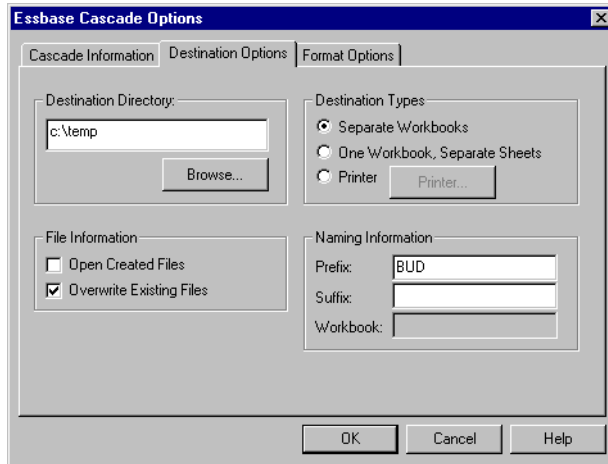 Essbase Cascade Options
Cascade Information Destination Options Format Options
Destination Directory:
c:\temp
Browse...
Destination Types
Separate Workbooks
One Workbook, Separate Sheets
Printer Printer...
File Information
Open Created Files
Overwrite Existing Files
Naming Information
Prefix: BUD
Suffix:
Workbook:
OK Cancel Help